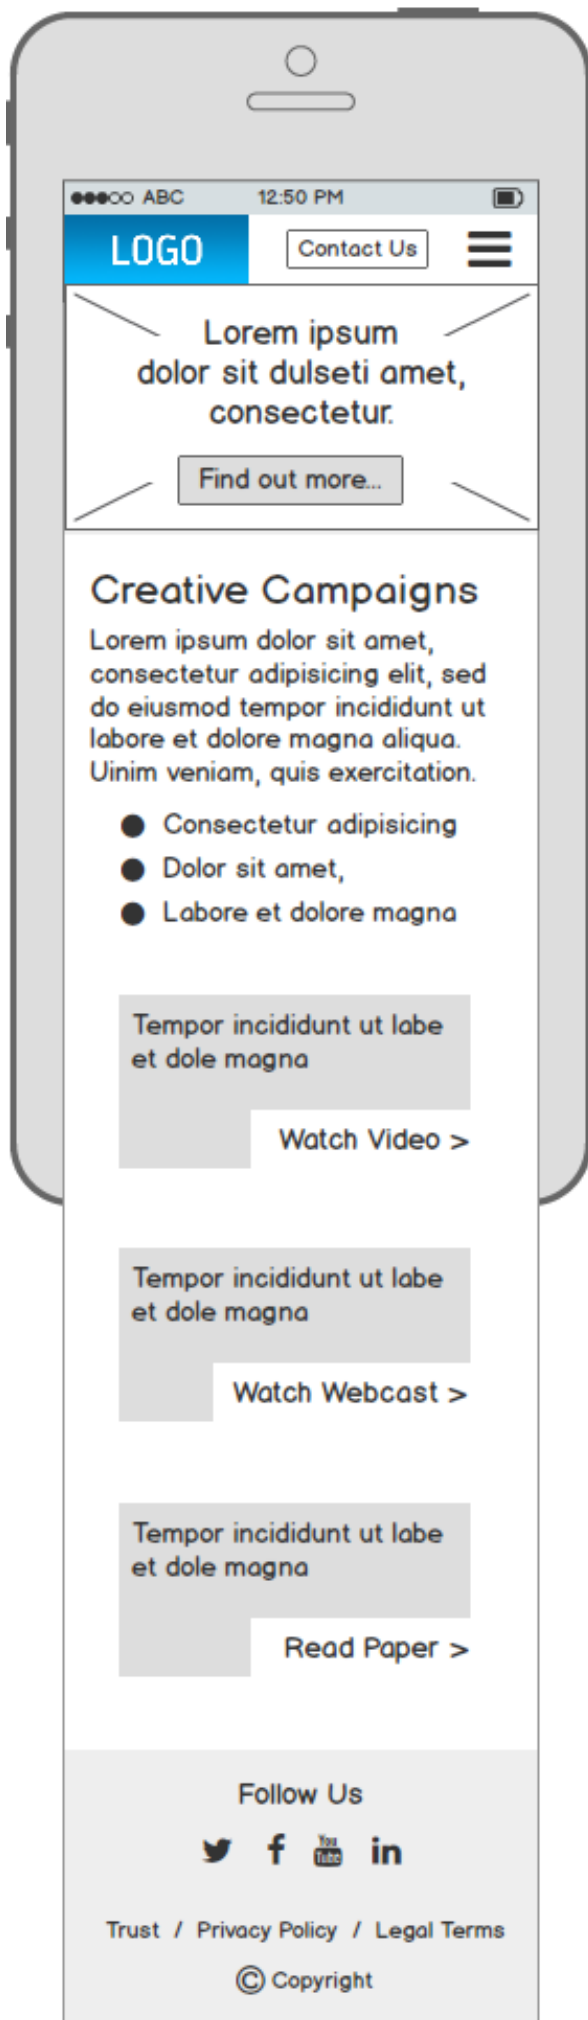 ABC 12:50 PM
LOGO Contact Us
Lorem ipsum
dolor sit dulseti amet,
consectetur.
Find out more...
Creative Campaigns
Lorem ipsum dolor sit amet,
consectetur adipisicing elit, sed
do eiusmod tempor incididunt ut
labore et dolore magna aliqua.
Uinim veniam, quis exercitation.
● Consectetur adipisicing
● Dolor sit amet,
● Labore et dolore magna
Tempor incididunt ut labe
et dole magna
Watch Video >
Tempor incididunt ut labe
et dole magna
Watch Webcast >
Tempor incididunt ut labe
et dole magna
Read Paper >
Follow Us
You
Tube
Trust / Privacy Policy / Legal Terms
© Copyright